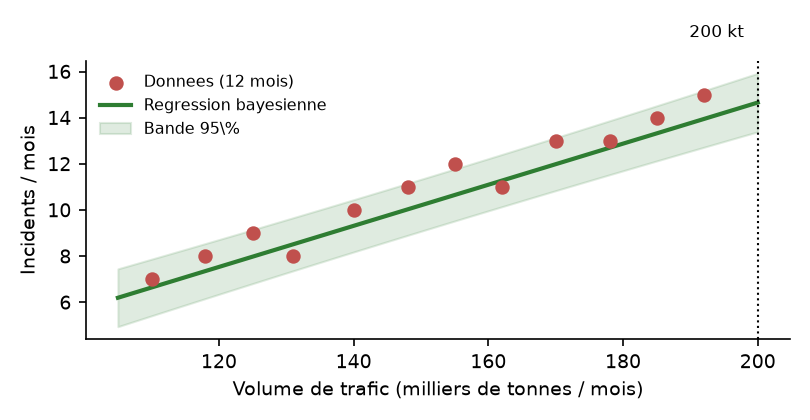 200 kt
16
14
12
10
8
6
Incidents / mois
Donnees (12 mois)
Regression bayesienne
Bande 95\%
120
140
160
180
200
Volume de trafic (milliers de tonnes / mois)